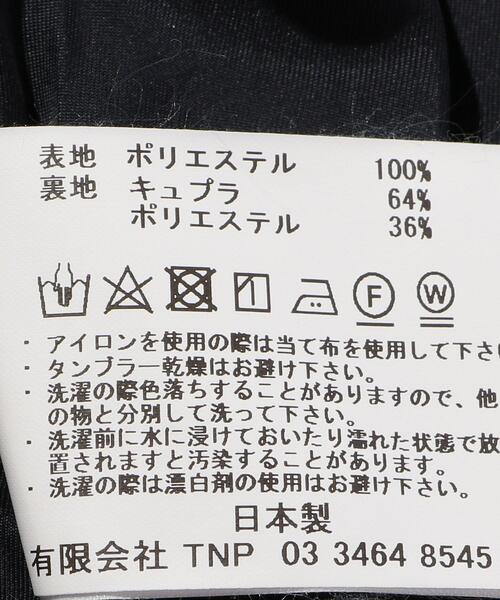 表地 ポリエステル 100%
裏地 キュプラ 64%
ポリエステル 36%
F W
・アイロンを使用の際は当て布を使用して下さい
・タンブラー乾燥はお避け下さい。
・洗濯の際色落ちすることがありますので、他
の物と分別して洗って下さい。
・洗濯前に水に浸けておいたり濡れた状態で放
置されますと汚染することがあります。
・洗濯の際は漂白剤の使用はお避け下さい。
日本製
有限会社 TNP 03 3464 8545